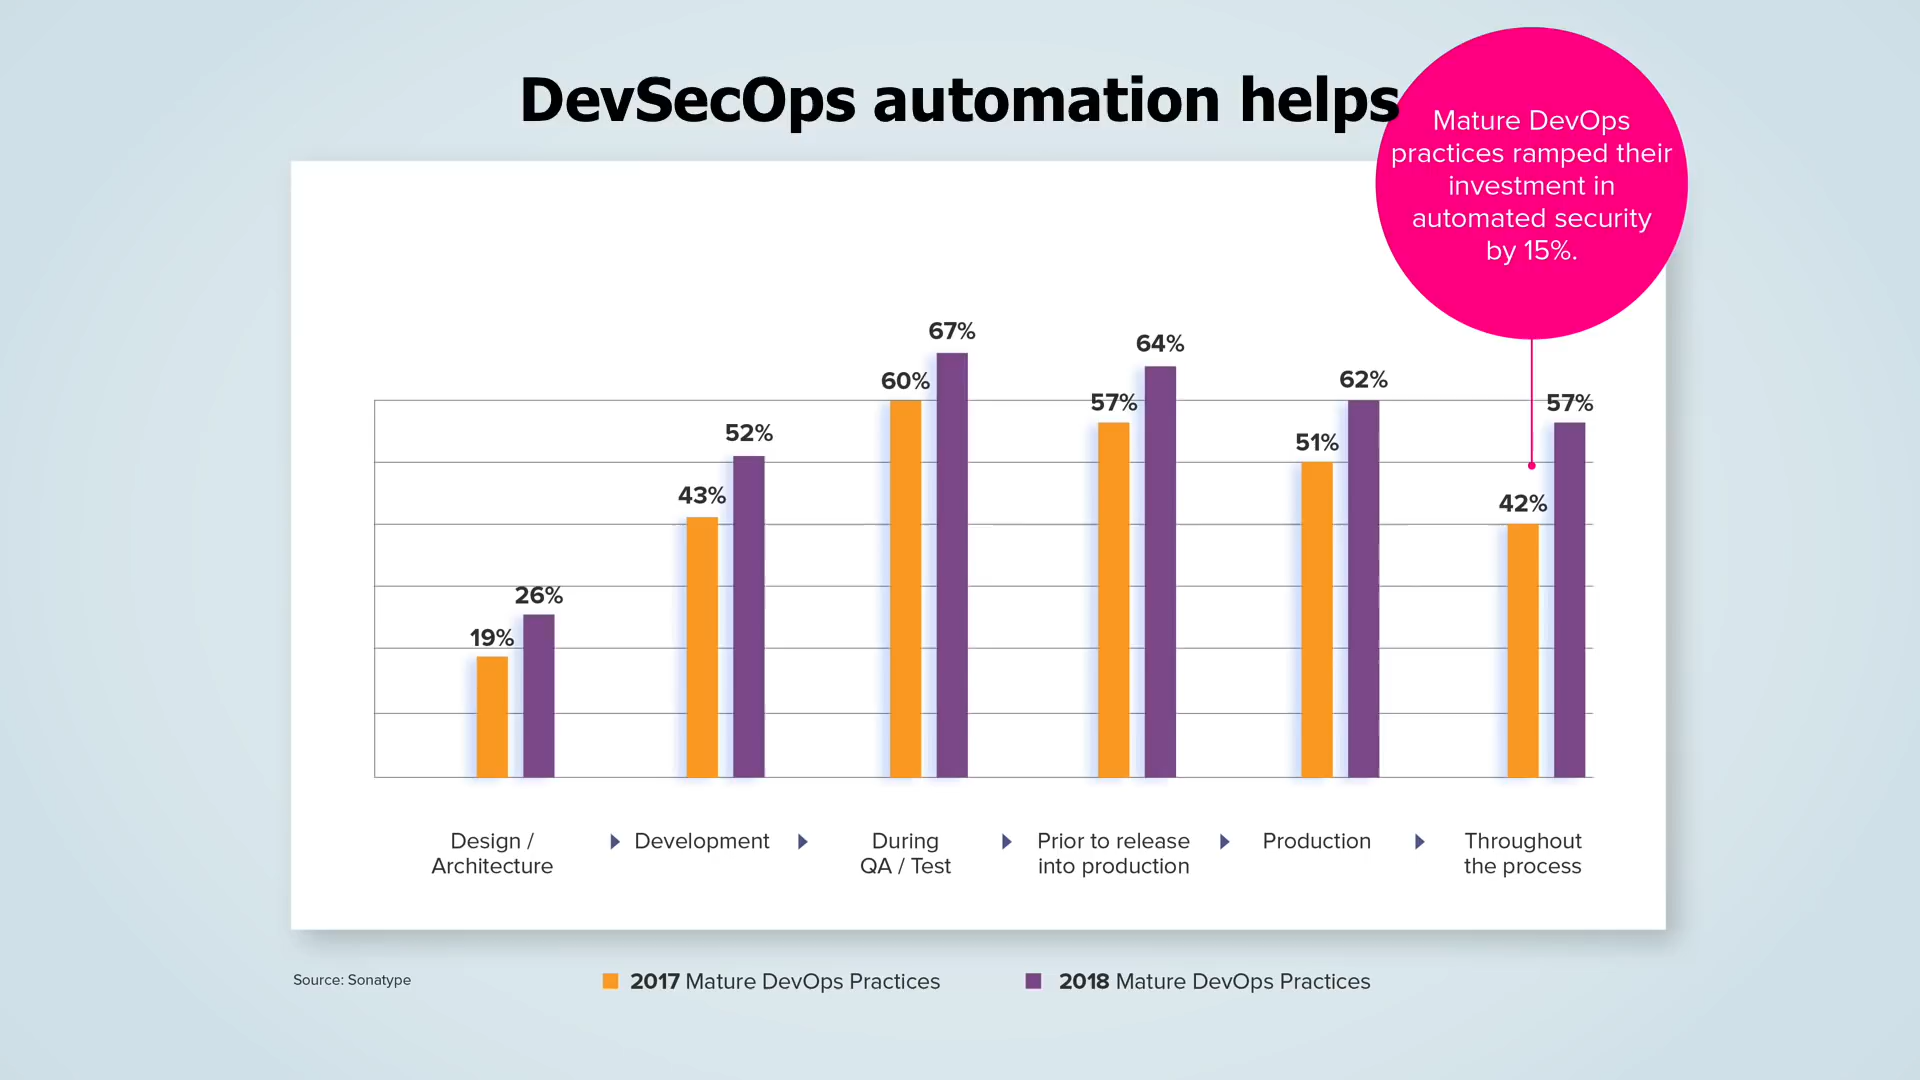 DevSecOps automation helps
Mature DevOps
practices ramped their
investment in
automated security
by 15%.
19%
26%
43%
52%
60%
67%
57%
64%
51%
62%
42%
57%
Design /
Architecture
Development
During
QA / Test
Prior to release
into production
Production
Throughout
the process
Source: Sonatype
2017 Mature DevOps Practices
2018 Mature DevOps Practices